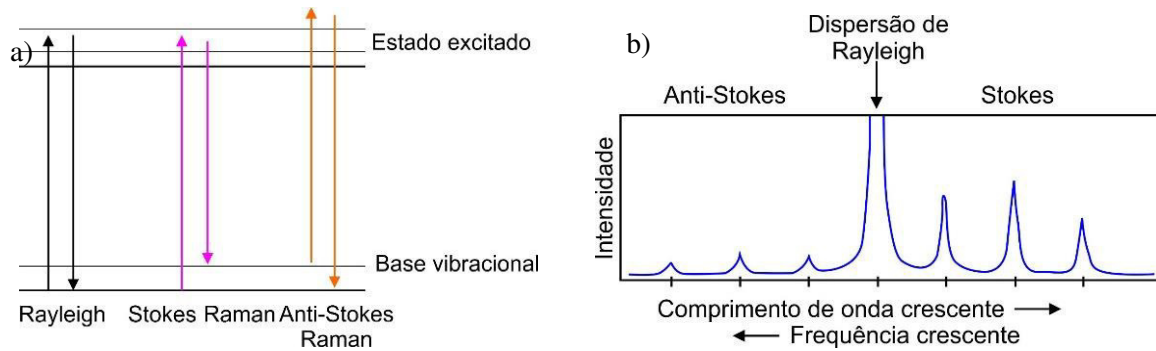 a)
Estado excitado
Base vibracional
Rayleigh Stokes Raman Anti-Stokes
Raman
b)
Dispersão de
Rayleigh
Anti-Stokes Stokes
Intensidade
Comprimento de onda crescente
Frequência crescente